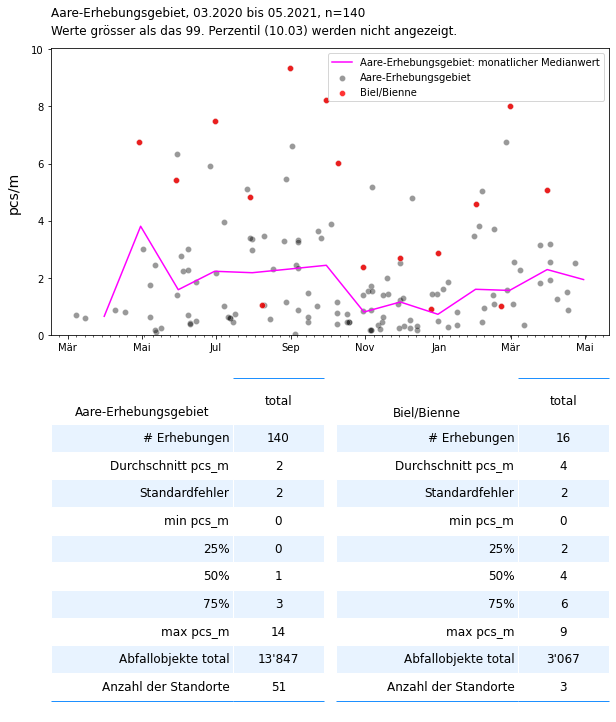 Aare-Erhebungsgebiet, 03.2020 bis 05.2021, n=140
Werte grösser als das 99. Perzentil (10.03) werden nicht angezeigt.
Aare-Erhebungsgebiet: monatlicher Medianwert
Aare-Erhebungsgebiet
Biel/Bienne
pcs/m
10
8
6
4
2
0
Mär Mai Jul Sep Nov Jan Mär Mai
Aare-Erhebungsgebiet total
# Erhebungen 140
Durchschnitt pcs_m 2
Standardfehler 2
min pcs_m 0
25% 0
50% 1
75% 3
max pcs_m 14
Abfallobjekte total 13'847
Anzahl der Standorte 51
Biel/Bienne total
# Erhebungen 16
Durchschnitt pcs_m 4
Standardfehler 2
min pcs_m 0
25% 2
50% 4
75% 6
max pcs_m 9
Abfallobjekte total 3'067
Anzahl der Standorte 3